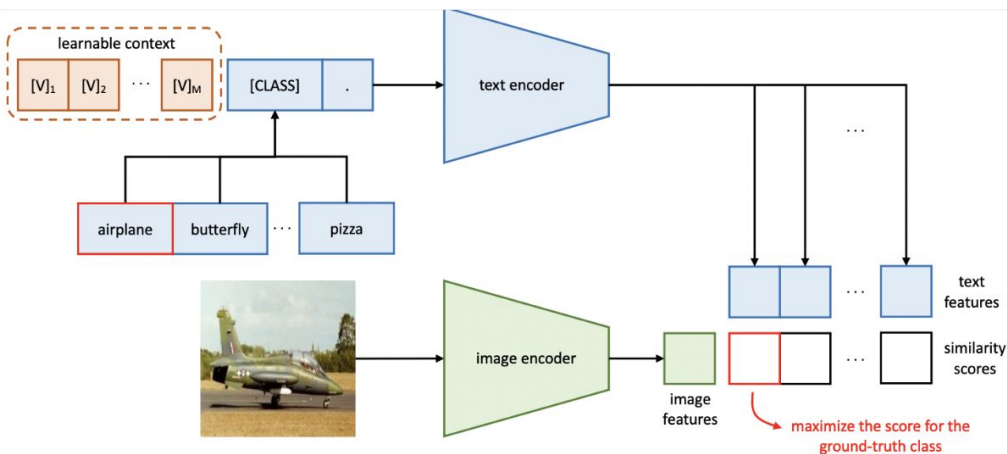 learnable context
[V]₁ [V]₂ ... [V]M [CLASS] .
text encoder
...
airplane butterfly ... pizza
... text
features
image encoder
... similarity
scores
image
features
maximize the score for the
ground-truth class